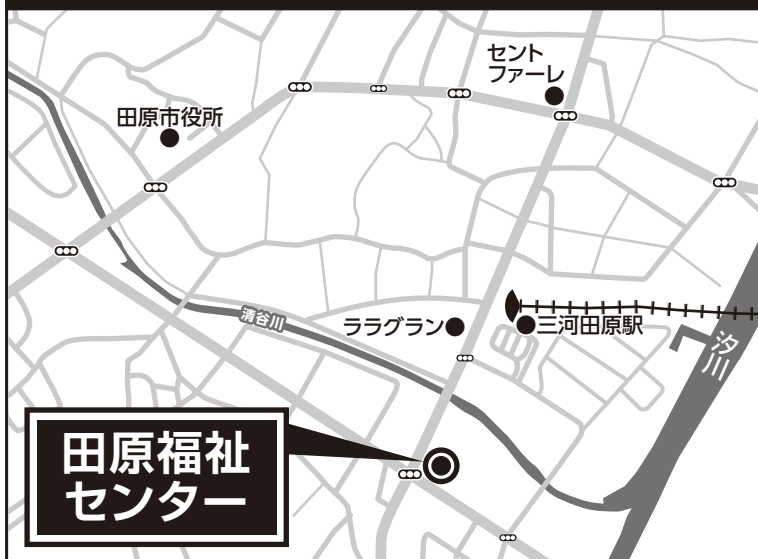 セント
ファーレ
田原市役所
清谷川
ララグラン
三河田原駅
汐川
田原福祉
センター